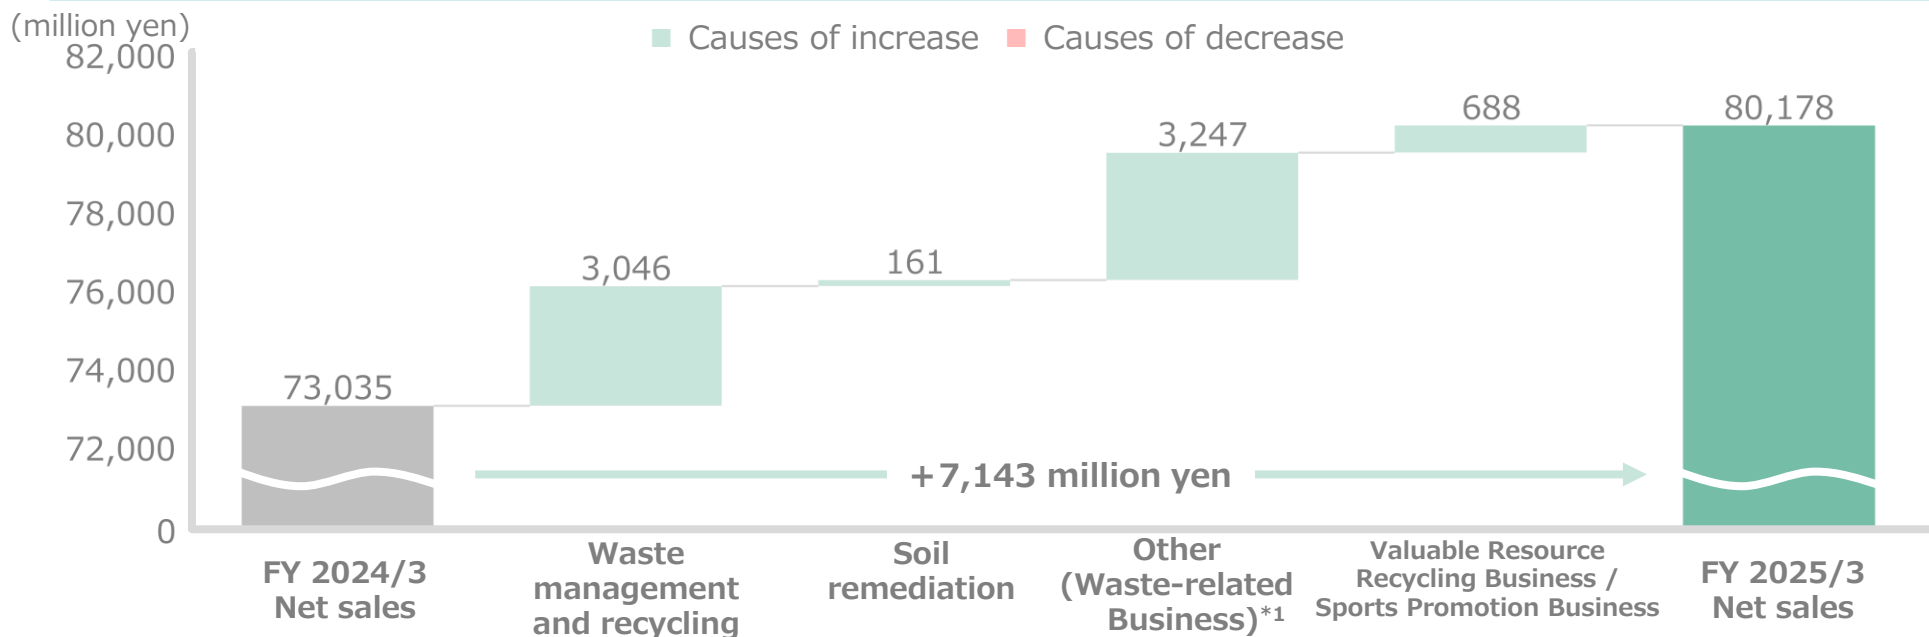 (million yen)
Causes of increase
Causes of decrease
82,000
80,000
78,000
76,000
74,000
72,000
0
73,035
3,046
161
3,247
688
80,178
+7,143 million yen
FY 2024/3
Net sales
Waste
management
and recycling
Soil
remediation
Other
(Waste-related
Business)*1
Valuable Resource
Recycling Business /
Sports Promotion Business
FY 2025/3
Net sales